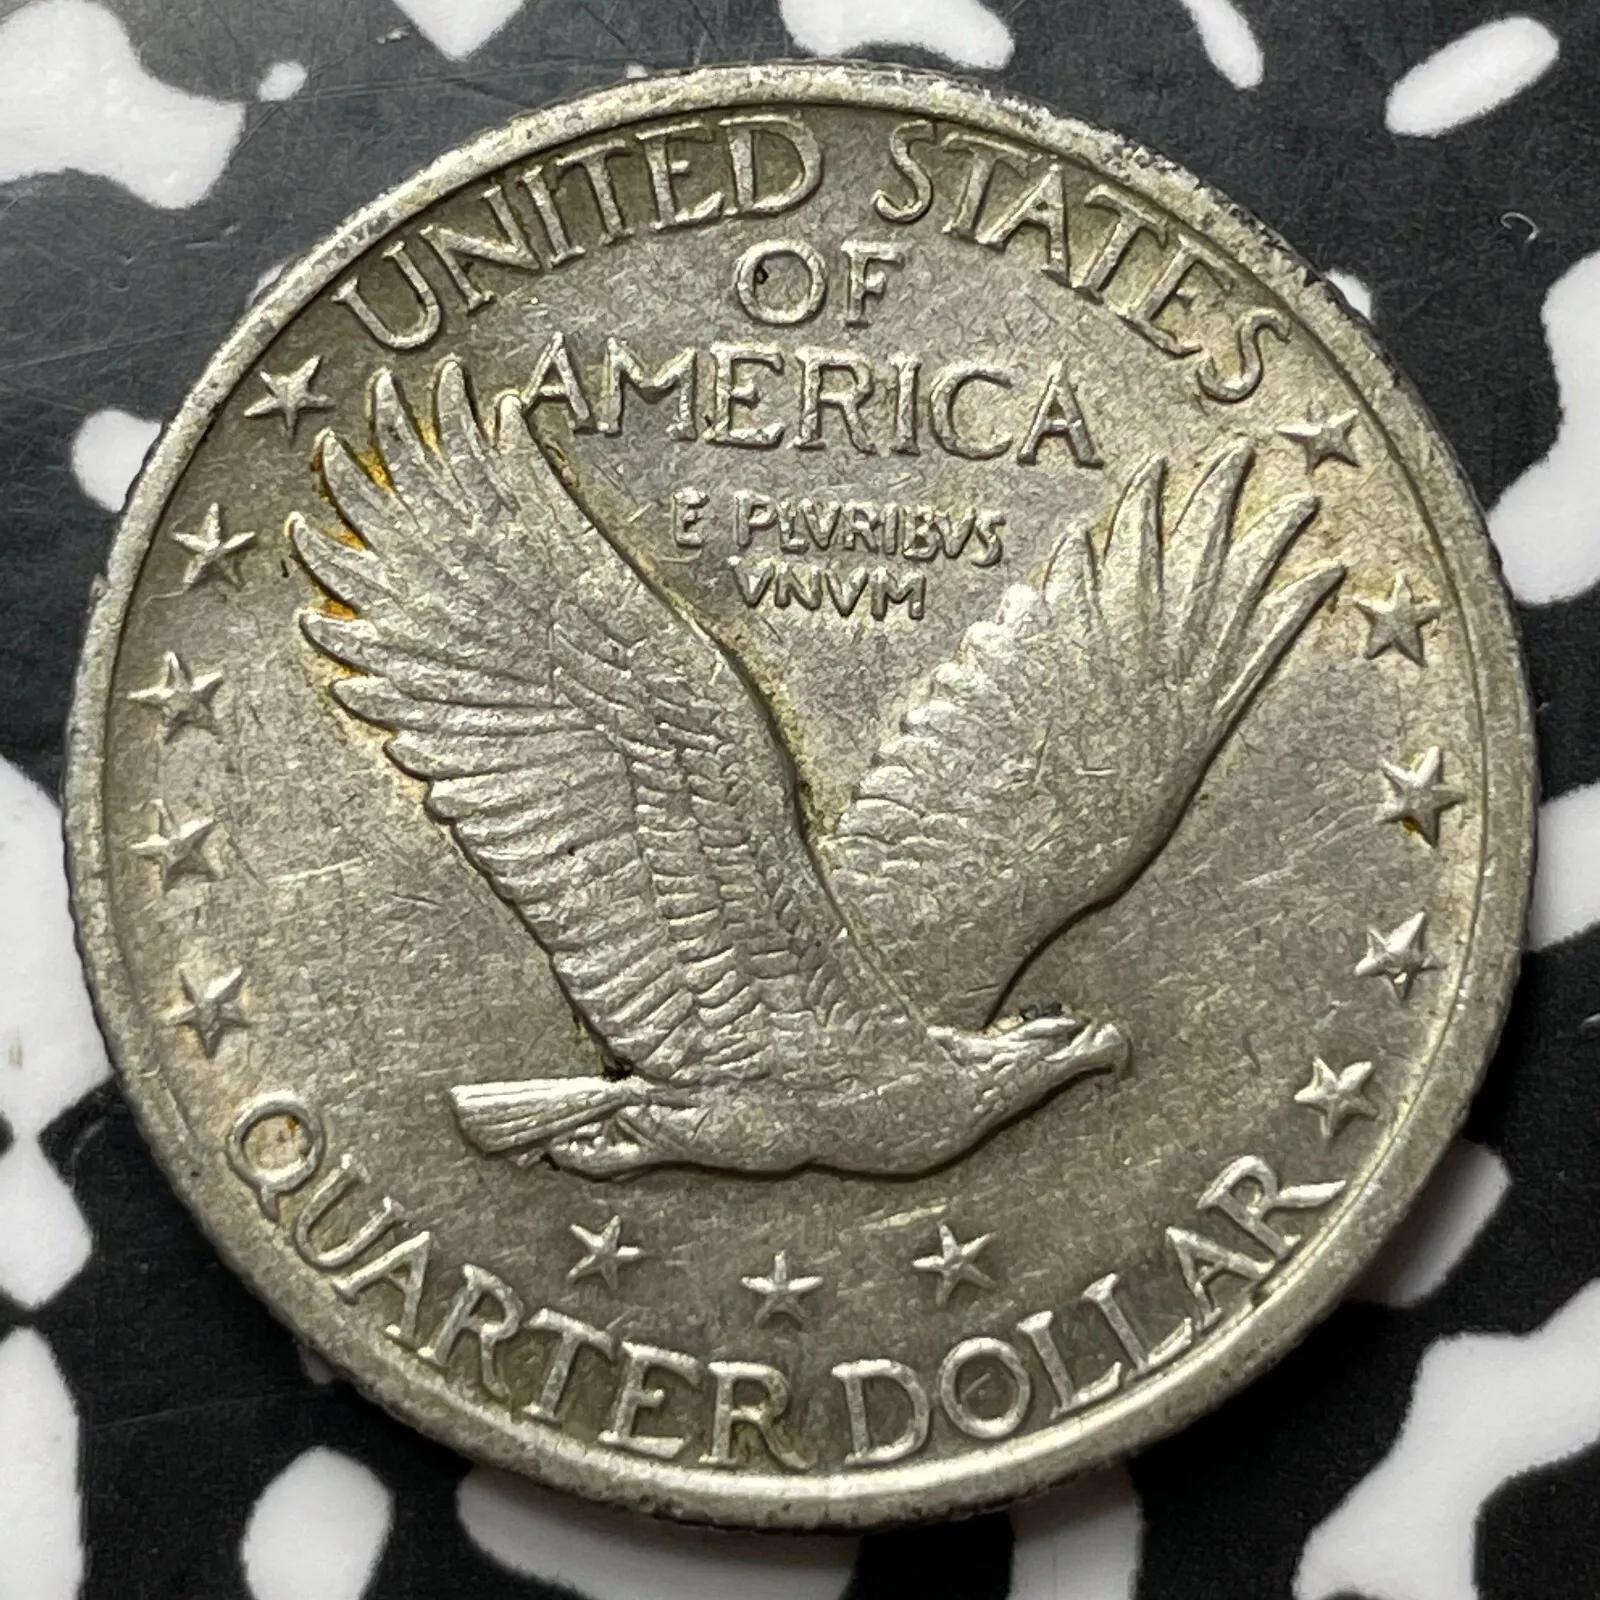 UNITED STATES
OF
AMERICA
E PLVRIBVS
VNVM
QUARTER DOLLAR